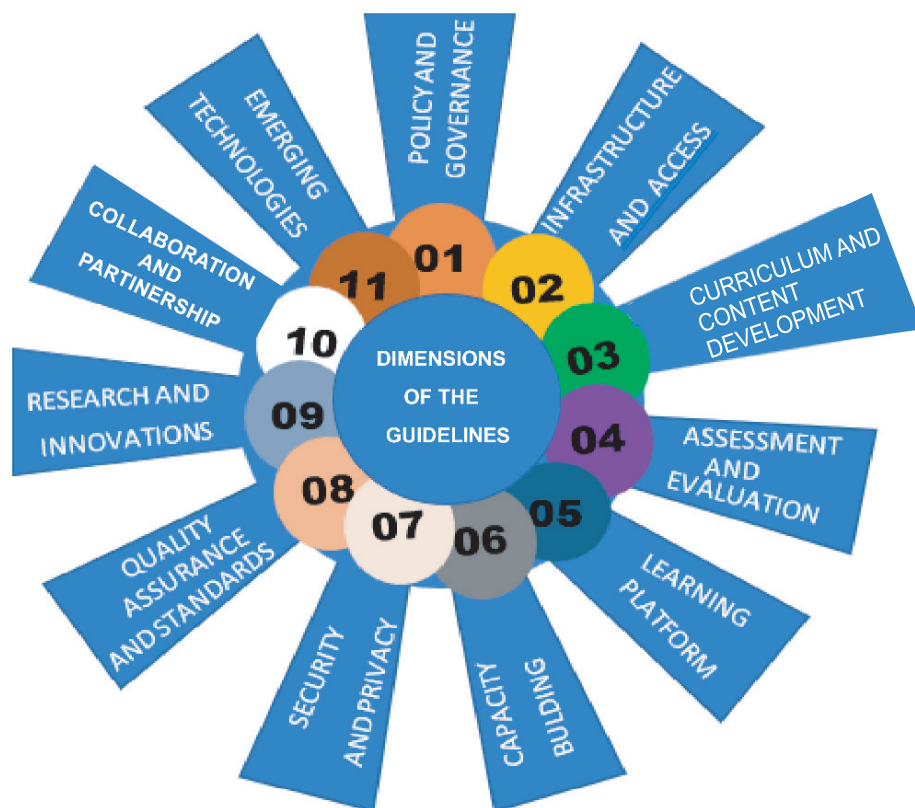 DIMENSIONS
OF THE
GUIDELINES
01
POLICY AND
GOVERNANCE
02
INFRASTRUCTURE
AND ACCESS
03
CURRICULUM AND
CONTENT
DEVELOPMENT
04
ASSESSMENT
AND
EVALUATION
05
LEARNING
PLATFORM
06
CAPACITY
BULDING
07
SECURITY
AND PRIVACY
08
QUALITY
ASSURANCE
AND STANDARDS
09
RESEARCH AND
INNOVATIONS
10
COLLABORATION
AND
PARTINERSHIP
11
EMERGING
TECHNOLOGIES